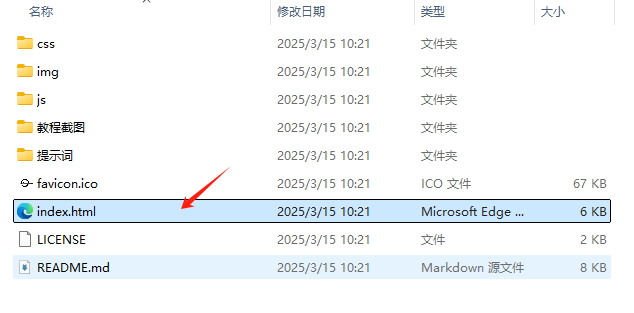 名称 修改日期 类型 大小
css 2025/3/15 10:21 文件夹
img 2025/3/15 10:21 文件夹
js 2025/3/15 10:21 文件夹
教程截图 2025/3/15 10:21 文件夹
提示词 2025/3/15 10:21 文件夹
favicon.ico 2025/3/15 10:21 ICO 文件 67 KB
index.html 2025/3/15 10:21 Microsoft Edge ... 6 KB
LICENSE 2025/3/15 10:21 文件 2 KB
README.md 2025/3/15 10:21 Markdown 源文件 8 KB